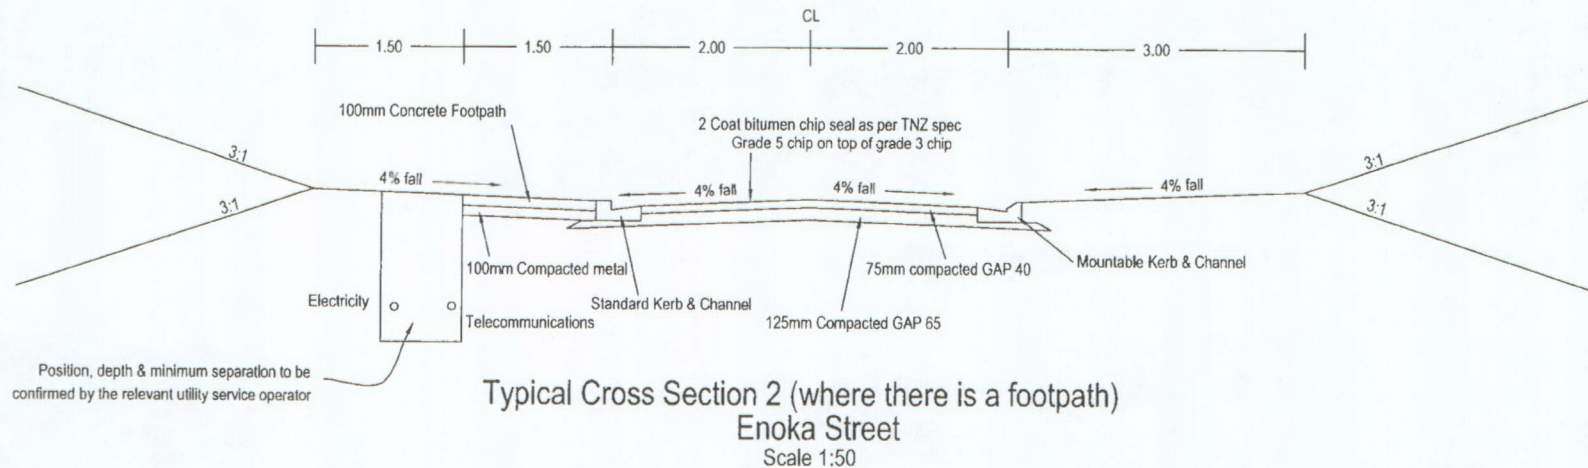 CL
1.50
1.50
2.00
2.00
3.00
100mm Concrete Footpath
2 Coat bitumen chip seal as per TNZ spec
Grade 5 chip on top of grade 3 chip
3:1
3:1
4% fall
4% fall
4% fall
4% fall
3:1
3:1
100mm Compacted metal
Standard Kerb & Channel
75mm compacted GAP 40
Mountable Kerb & Channel
Electricity
Telecommunications
125mm Compacted GAP 65
Position, depth & minimum separation to be
confirmed by the relevant utility service operator
Typical Cross Section 2 (where there is a footpath)
Enoka Street
Scale 1:50